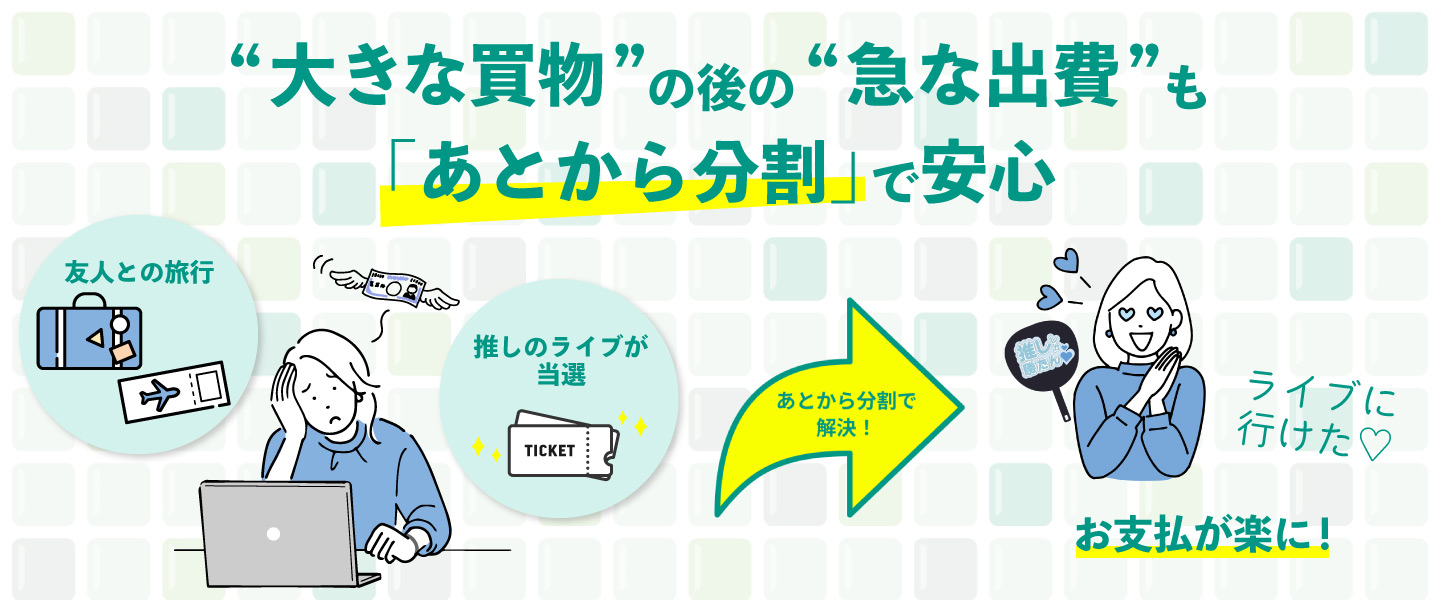 “大きな買物”の後の“急な出費”も
「あとから分割」で安心
友人との旅行
推しのライブが
当選
TICKET
あとから分割で
解決！
推し
ライブに
行けた♡
お支払が楽に！